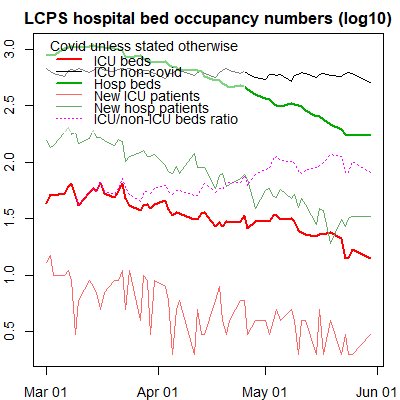 LCPS hospital bed occupancy numbers (log10)
Covid unless stated otherwise
ICU beds
ICU non-covid
Hosp beds
New ICU patients
New hosp patients
ICU/non-ICU beds ratio
3.0
2.5
2.0
1.5
1.0
0.5
Mar 01 Apr 01 May 01 Jun 01